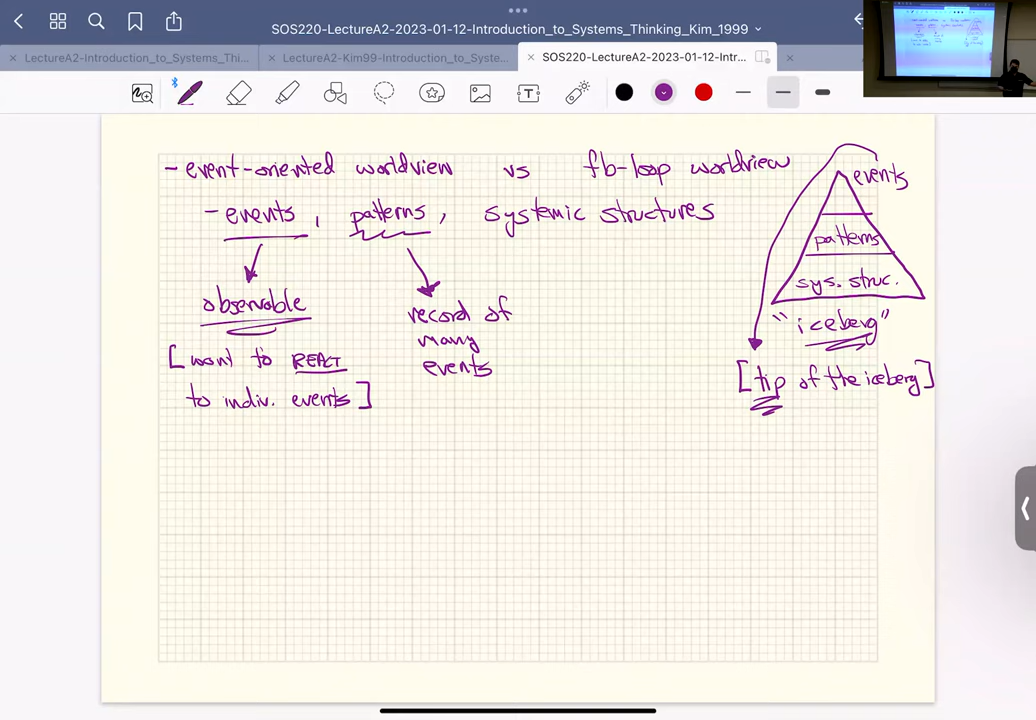 SOS220-LectureA2-2023-01-12-Introduction_to_Systems_Thinking_Kim_1999
LectureA2-Introduction_to_Systems_Thi...
LectureA2-Kim99-Introduction_to_Syste...
SOS220-LectureA2-2023-01-12-Intr...
- event-oriented worldview vs fb-loop worldview
- events, patterns, systemic structures
observable
[want to REACT
to indiv. events]
record of
many
events
events
patterns
sys. struc.
"iceberg"
[tip of the iceberg]